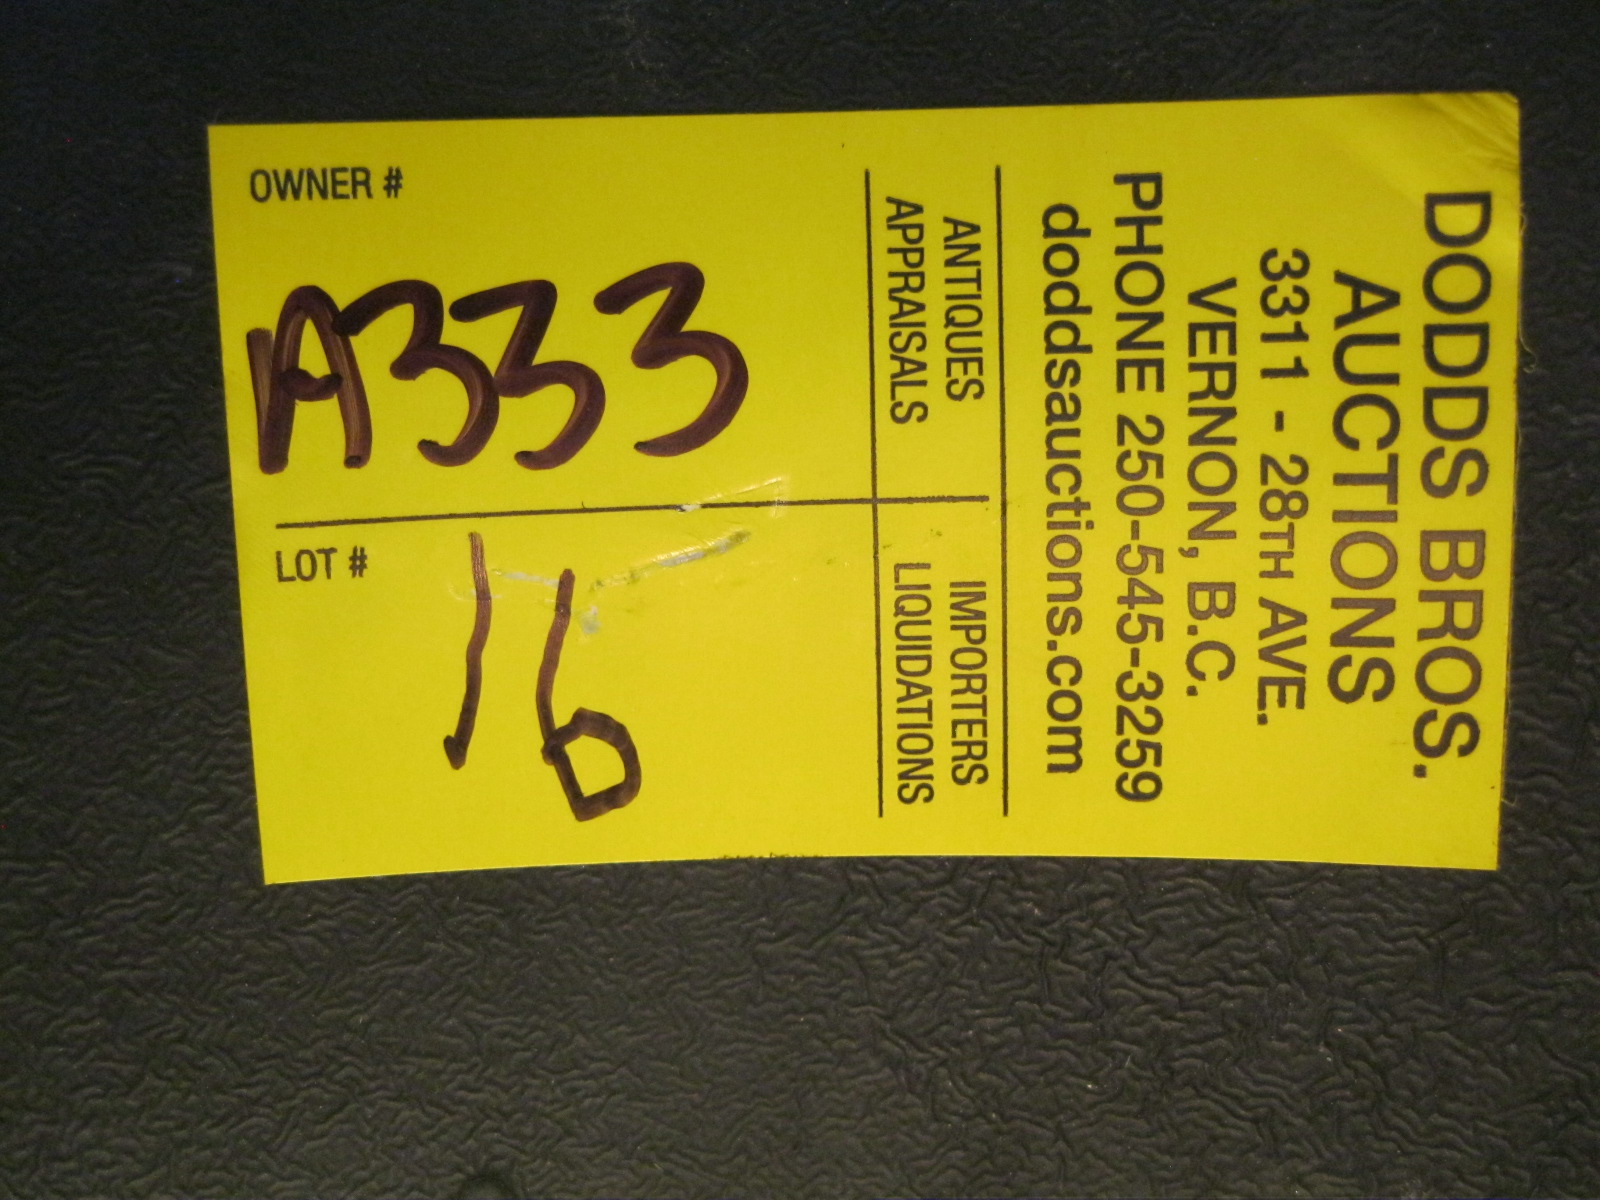 DODDS BROS.
AUCTIONS
3311 - 28TH AVE.
VERNON, B.C.
PHONE 250-545-3259
doddsauctions.com
ANTIQUES IMPORTERS
APPRAISALS LIQUIDATIONS
OWNER #
A333
LOT #
16